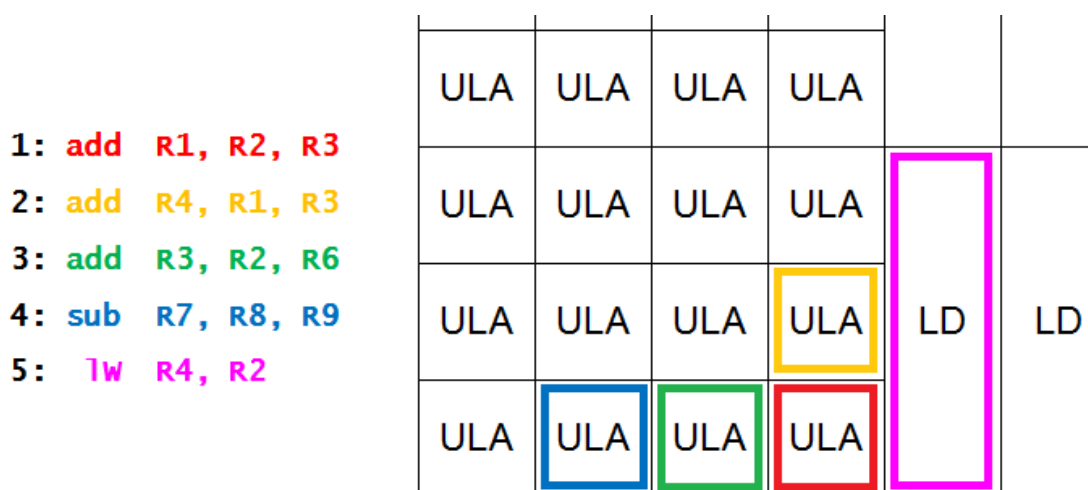 ULA ULA ULA ULA
1: add R1, R2, R3
ULA ULA ULA ULA
2: add R4, R1, R3
3: add R3, R2, R6
4: sub R7, R8, R9
ULA ULA ULA ULA LD LD
5: lw R4, R2
ULA ULA ULA ULA